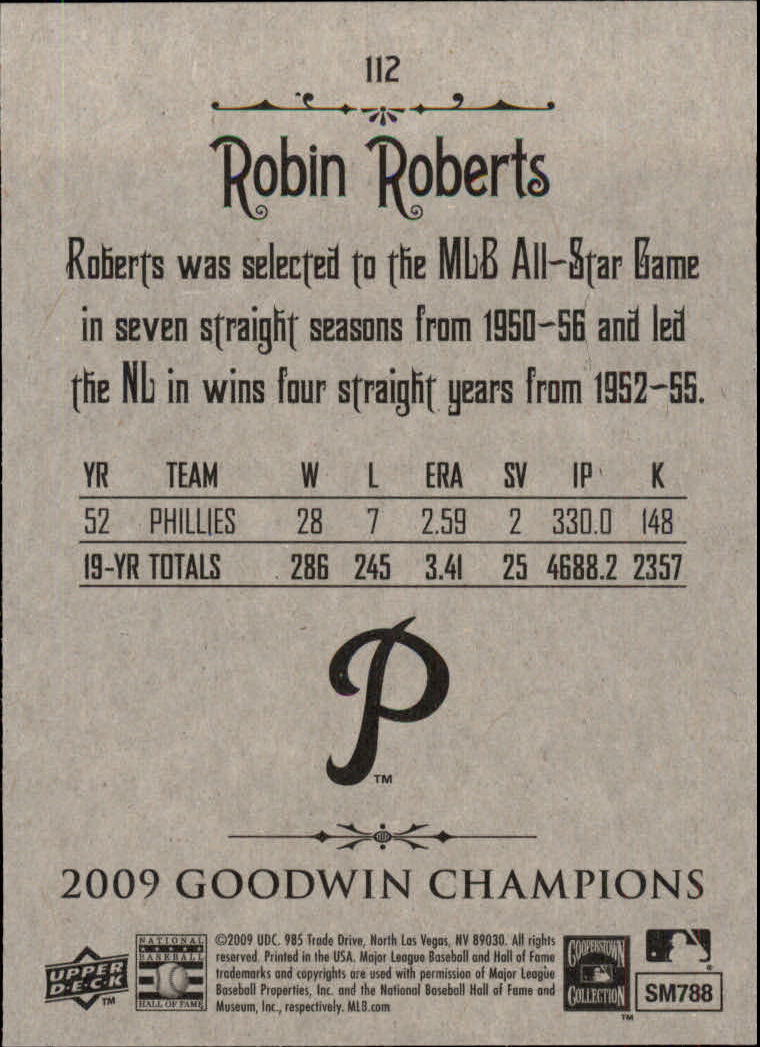 112
Robin Roberts
Roberts was selected to the MLB All-Star Game
in seven straight seasons from 1950-56 and led
the NL in wins four straight years from 1952-55.
YR TEAM W L ERA SV IP K
52 PHILLIES 28 7 2.59 2 330.0 148
19-YR TOTALS 286 245 3.41 25 4688.2 2357
P
TM
2009 GOODWIN CHAMPIONS
UPPER DECK TM
NATIONAL BASEBALL HALL OF FAME
©2009 UDC. 985 Trade Drive, North Las Vegas, NV 89030. All rights
reserved. Printed in the USA. Major League Baseball and Hall of Fame
trademarks and copyrights are used with permission of Major League
Baseball Properties, Inc. and the National Baseball Hall of Fame and
Museum, Inc., respectively. MLB.com
COOPERSTOWN COLLECTION TM
SM788